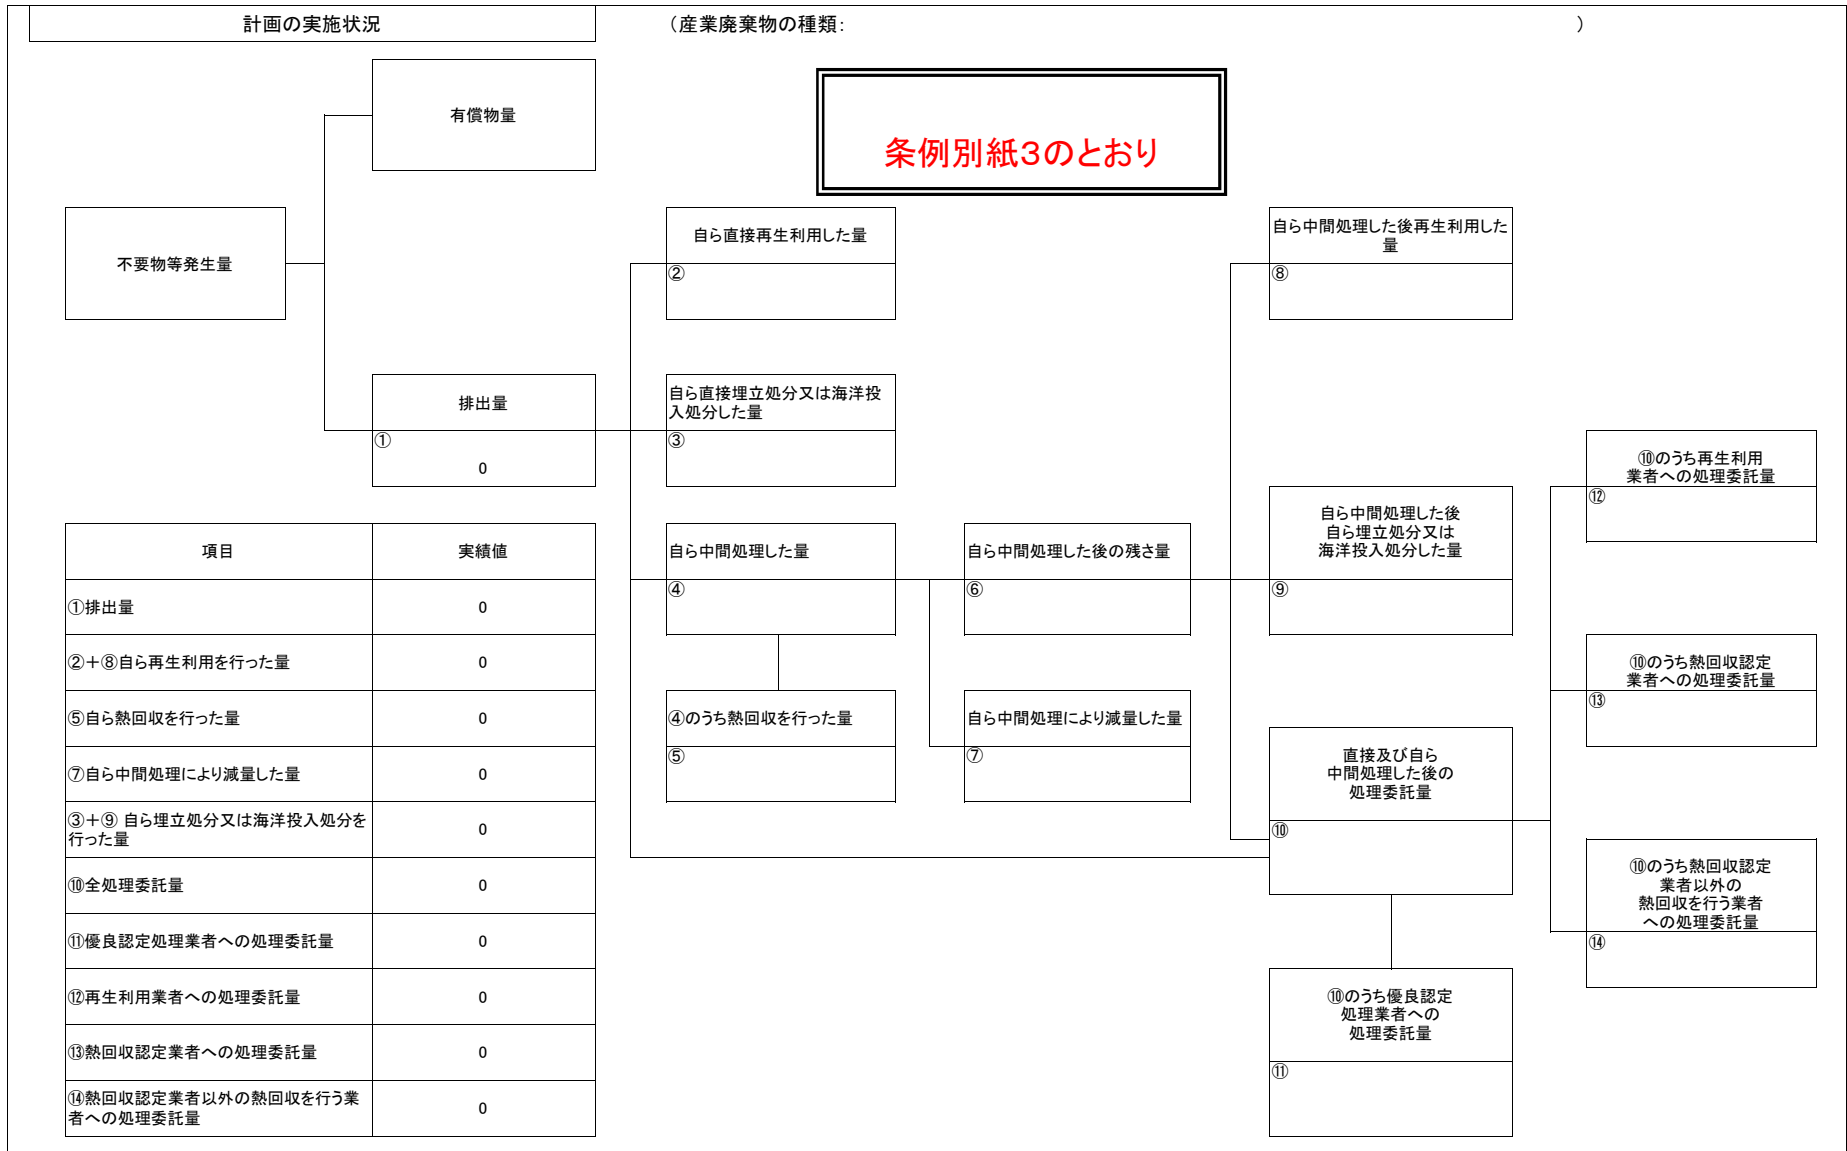 計画の実施状況
（産業廃棄物の種類： ）
有償物量
条例別紙3のとおり
不要物等発生量
自ら直接再生利用した量
②
自ら中間処理した後再生利用した
量
⑧
排出量
①
0
自ら直接埋立処分又は海洋投
入処分した量
③
⑩のうち再生利用
業者への処理委託量
⑫
項目 実績値
①排出量 0
②＋⑧自ら再生利用を行った量 0
⑤自ら熱回収を行った量 0
⑦自ら中間処理により減量した量 0
③＋⑨ 自ら埋立処分又は海洋投入処分を
行った量 0
⑩全処理委託量 0
⑪優良認定処理業者への処理委託量 0
⑫再生利用業者への処理委託量 0
⑬熱回収認定業者への処理委託量 0
⑭熱回収認定業者以外の熱回収を行う業
者への処理委託量 0
自ら中間処理した量
④
自ら中間処理した後の残さ量
⑥
自ら中間処理した後
自ら埋立処分又は
海洋投入処分した量
⑨
④のうち熱回収を行った量
⑤
自ら中間処理により減量した量
⑦
⑩のうち熱回収認定
業者への処理委託量
⑬
直接及び自ら
中間処理した後の
処理委託量
⑩
⑩のうち熱回収認定
業者以外の
熱回収を行う業者
への処理委託量
⑭
⑩のうち優良認定
処理業者への
処理委託量
⑪